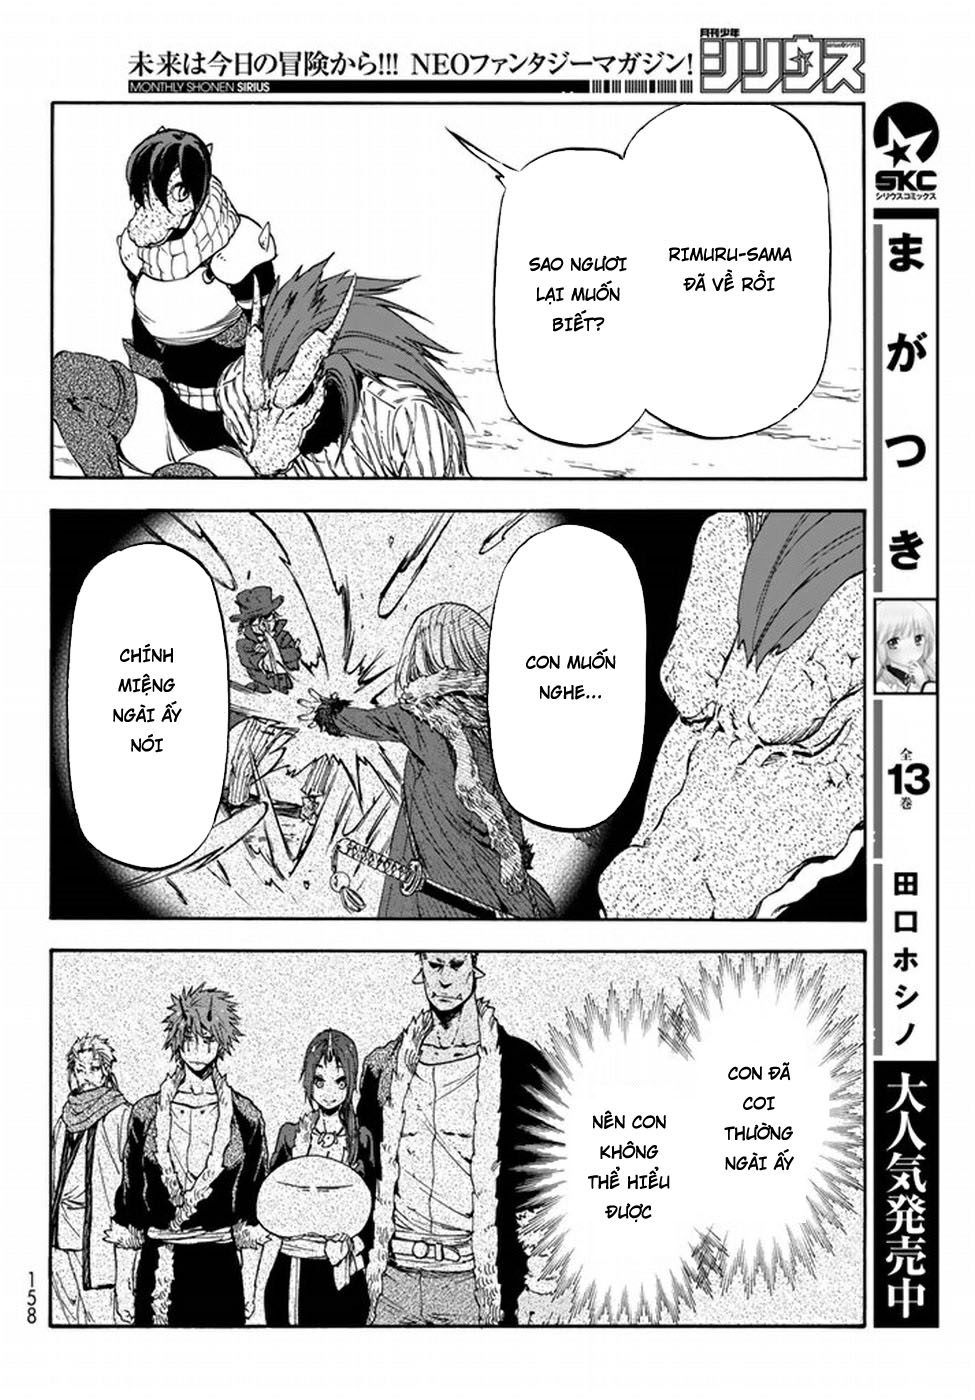 未来は今日の冒険から!!! NEOファンタジーマガジン!
月刊少年
シリウス
MONTHLY SHONEN SIRIUS
RIMURU-SAMA
ĐÃ VỀ RỒI
SAO NGƯƠI
LẠI MUỐN
BIẾT?
CON MUỐN
NGHE...
CHÍNH
MIỆNG
NGÀI ẤY
NÓI
CON ĐÃ
COI
THƯỜNG
NGÀI ẤY
NÊN CON
KHÔNG
THỂ HIỂU
ĐƯỢC
SKC
シリウスコミックス
まがつき
全
13
巻
田口ホシノ
大人気発売中
158